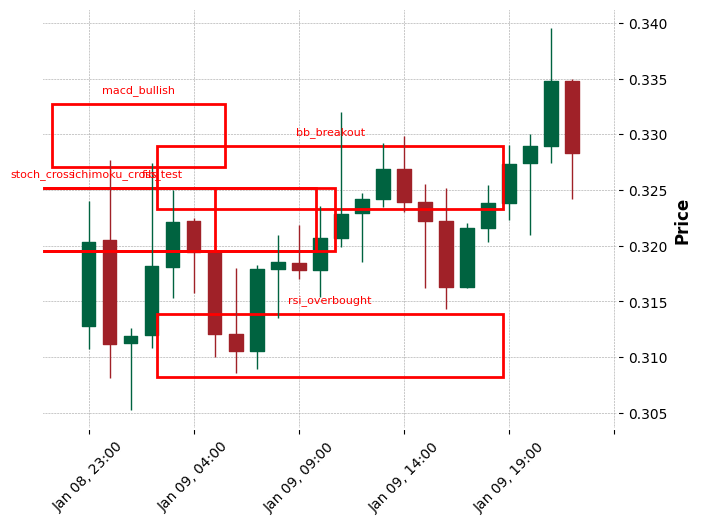 0.340
0.335
macd_bullish
0.330
bb_breakout
stoch_cross
ichimoku_cross
fib_test
0.325
0.320
Price
0.315
rsi_overbought
0.310
0.305
Jan 08, 23:00
Jan 09, 04:00
Jan 09, 09:00
Jan 09, 14:00
Jan 09, 19:00